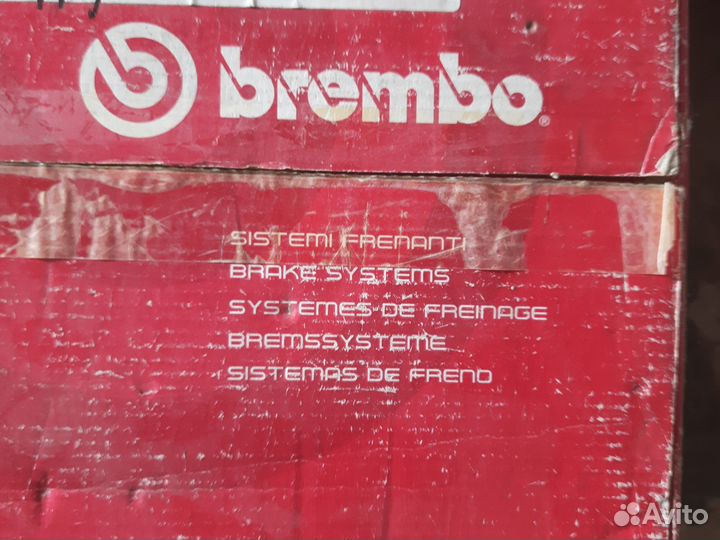 brembo
SISTEMI FRENANTI
BRAKE SYSTEMS
SYSTEMES DE FREINAGE
BREMSSYSTEME
SISTEMAS DE FRENO
Avito